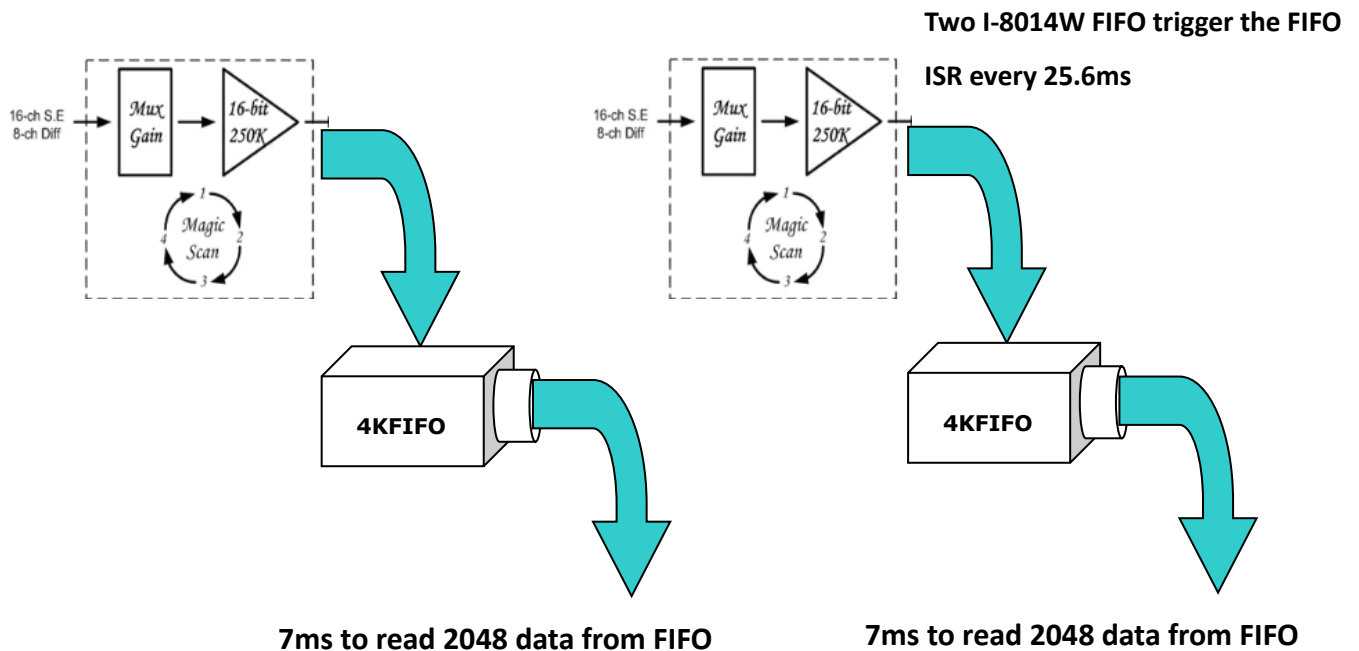 Two I-8014W FIFO trigger the FIFO
ISR every 25.6ms
16-ch S.E
8-ch Diff
Mux
Gain
16-bit
250K
1
2
3
4
Magic
Scan
16-ch S.E
8-ch Diff
Mux
Gain
16-bit
250K
1
2
3
4
Magic
Scan
4KFIFO
4KFIFO
7ms to read 2048 data from FIFO
7ms to read 2048 data from FIFO